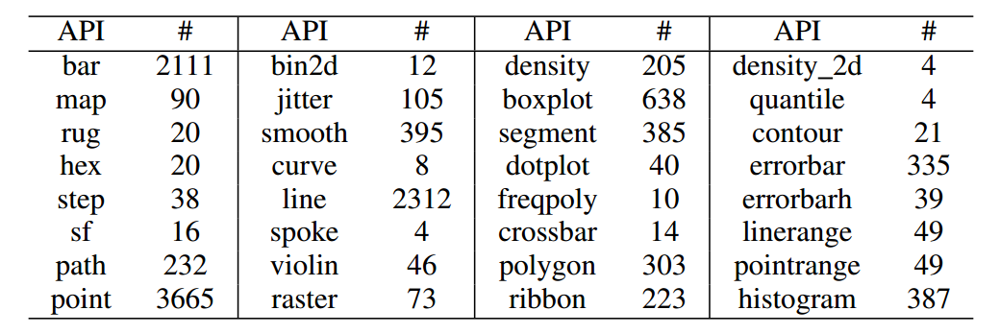 API # API # API # API #
bar 2111 bin2d 12 density 205 density_2d 4
map 90 jitter 105 boxplot 638 quantile 4
rug 20 smooth 395 segment 385 contour 21
hex 20 curve 8 dotplot 40 errorbar 335
step 38 line 2312 freqpoly 10 errorbarh 39
sf 16 spoke 4 crossbar 14 linerange 49
path 232 violin 46 polygon 303 pointrange 49
point 3665 raster 73 ribbon 223 histogram 387